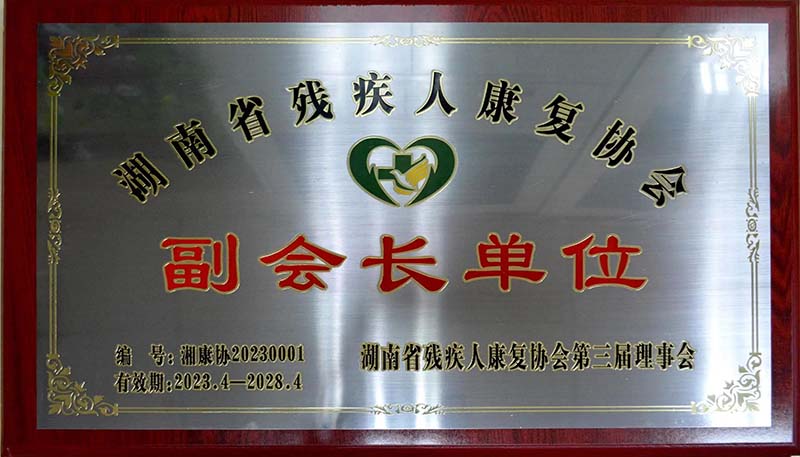 湖南省残疾人康复协会
副会长单位
编 号:湘康协20230001
有效期:2023.4—2028.4
湖南省残疾人康复协会第三届理事会